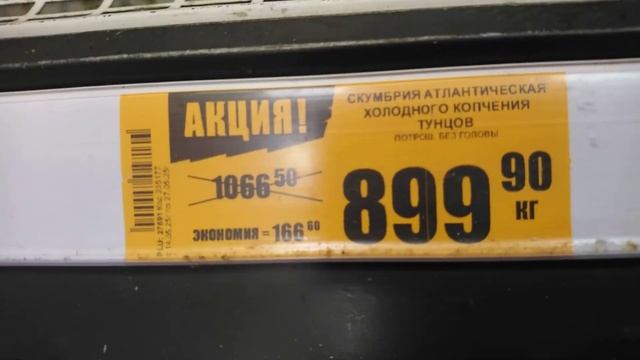 АКЦИЯ!
СКУМБРИЯ АТЛАНТИЧЕСКАЯ
ХОЛОДНОГО КОПЧЕНИЯ
ТУНЦОВ
ПОТРОШ. БЕЗ ГОЛОВЫ
1066 50
899 90
КГ
ЭКОНОМИЯ = 166 60